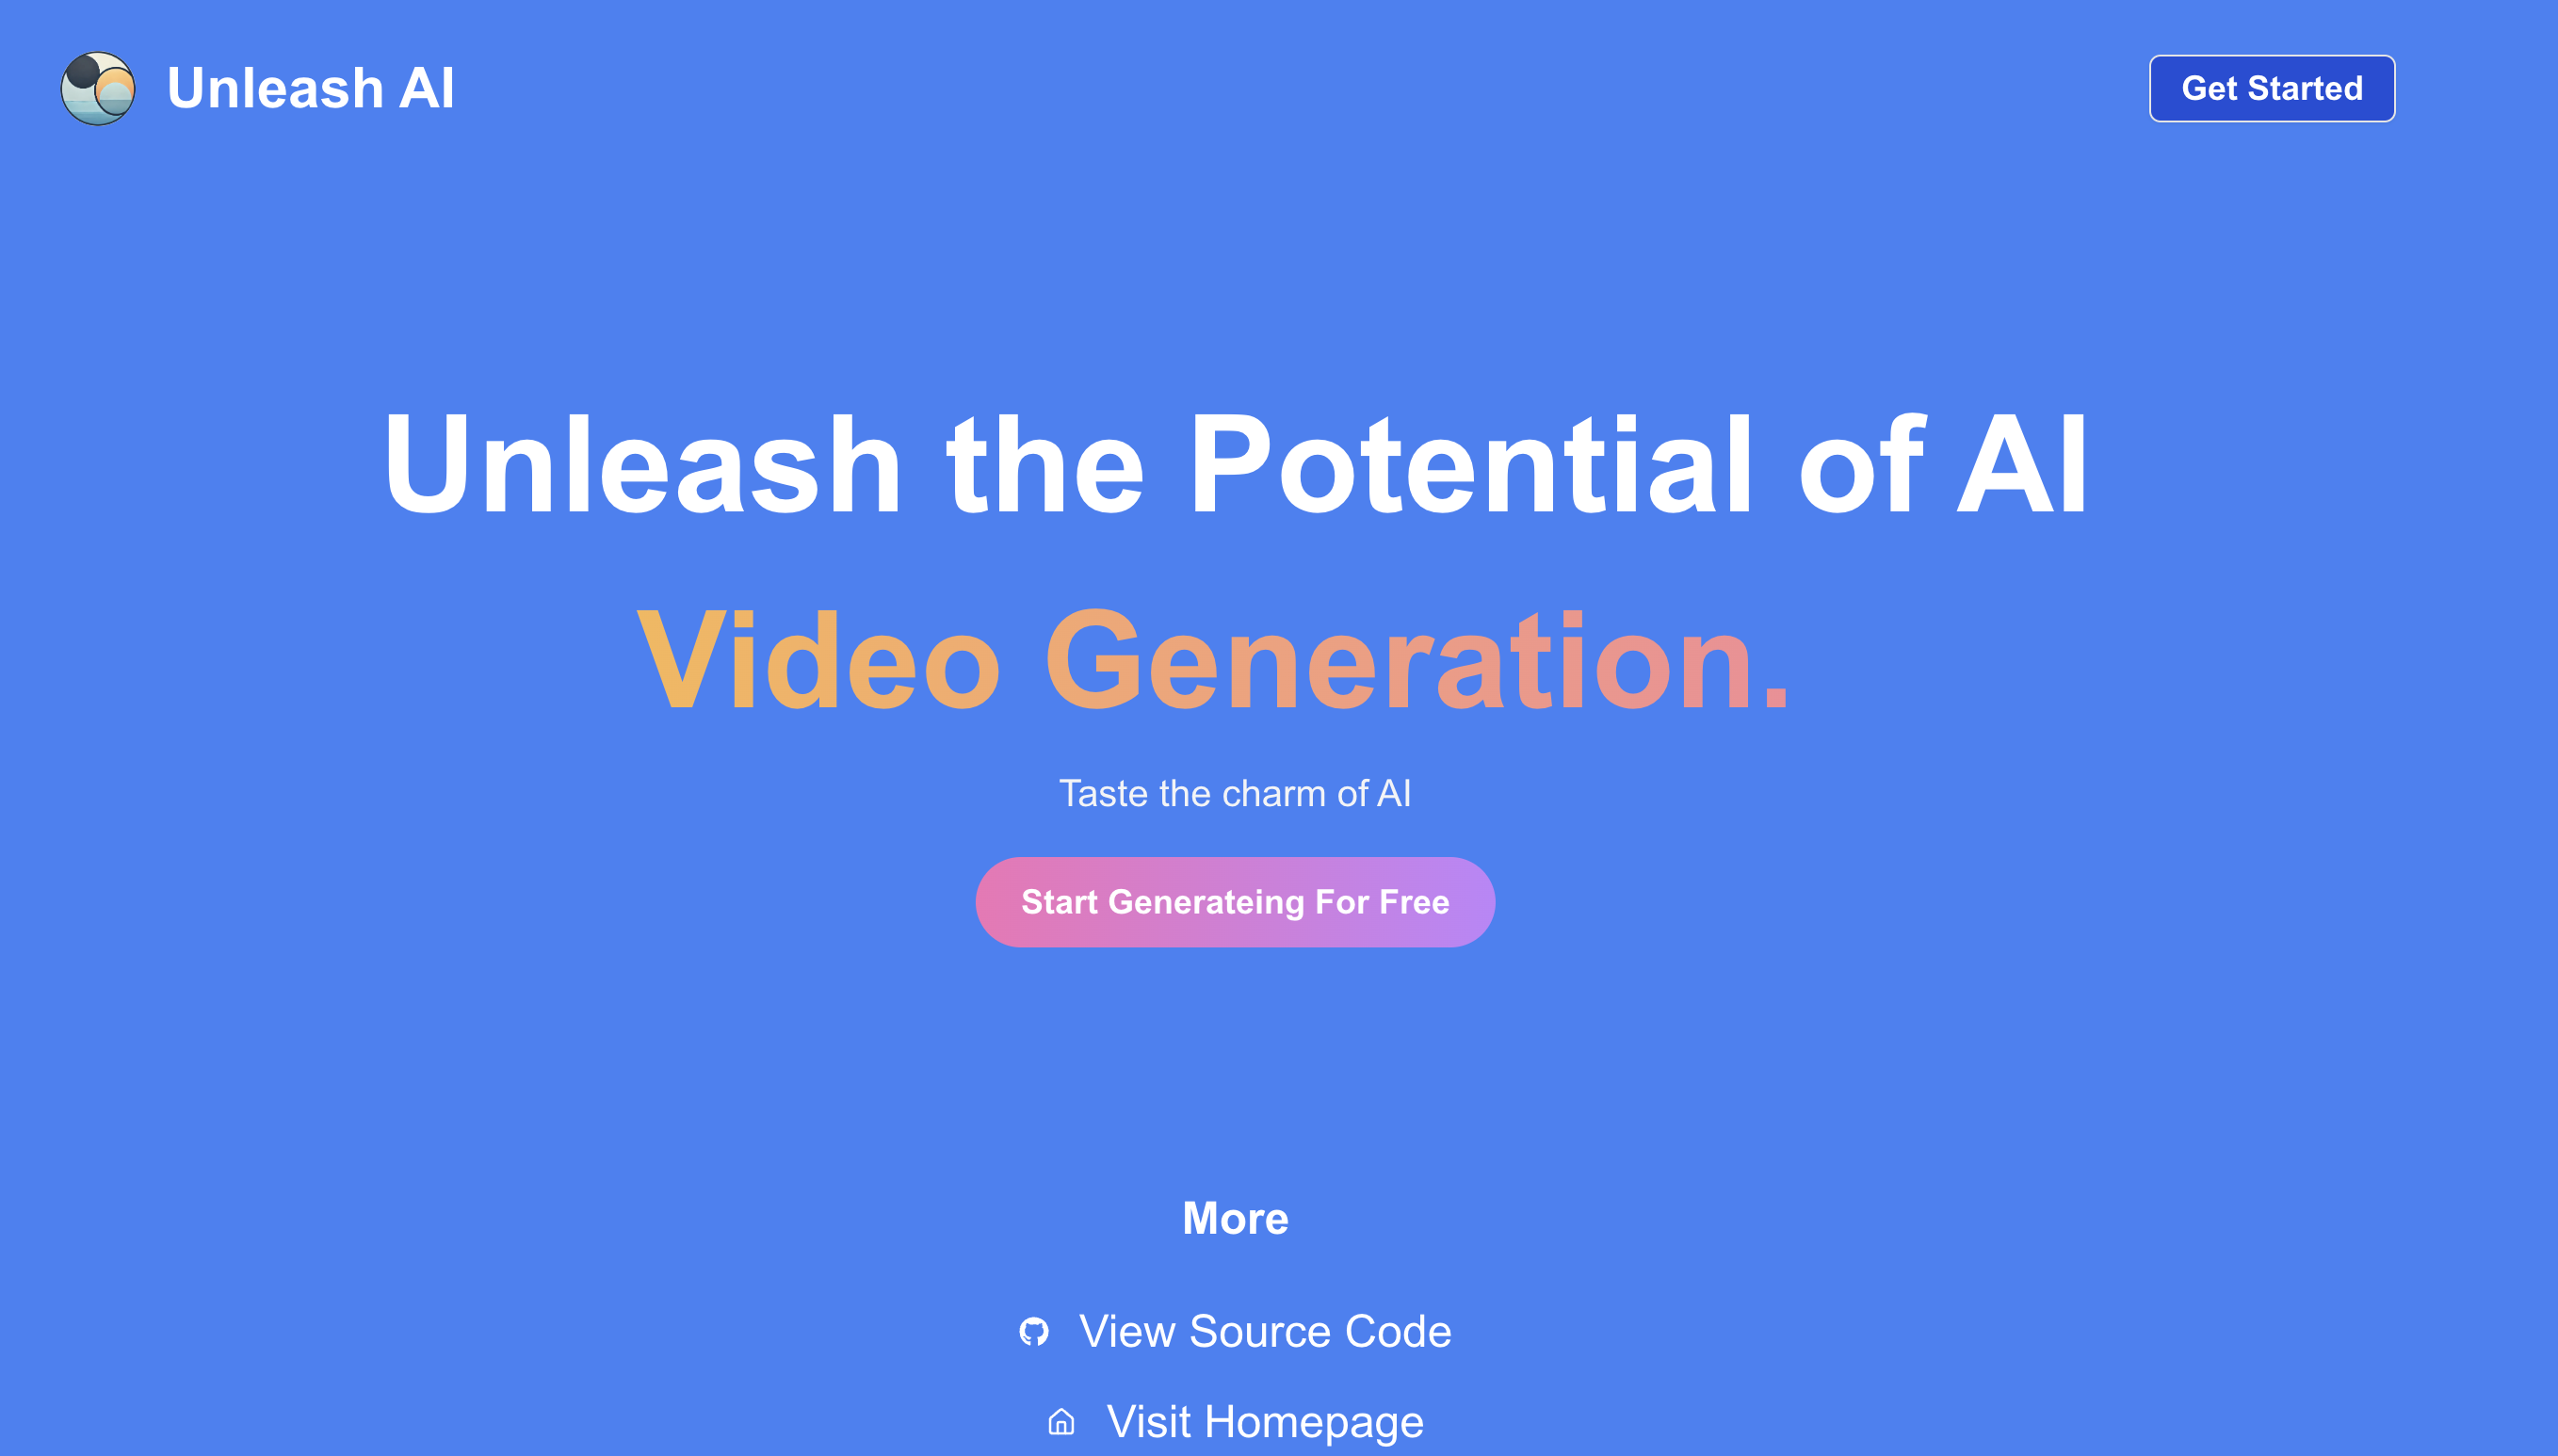 Unleash AI
Get Started
Unleash the Potential of AI
Video Generation.
Taste the charm of AI
Start Generateing For Free
More
View Source Code
Visit Homepage